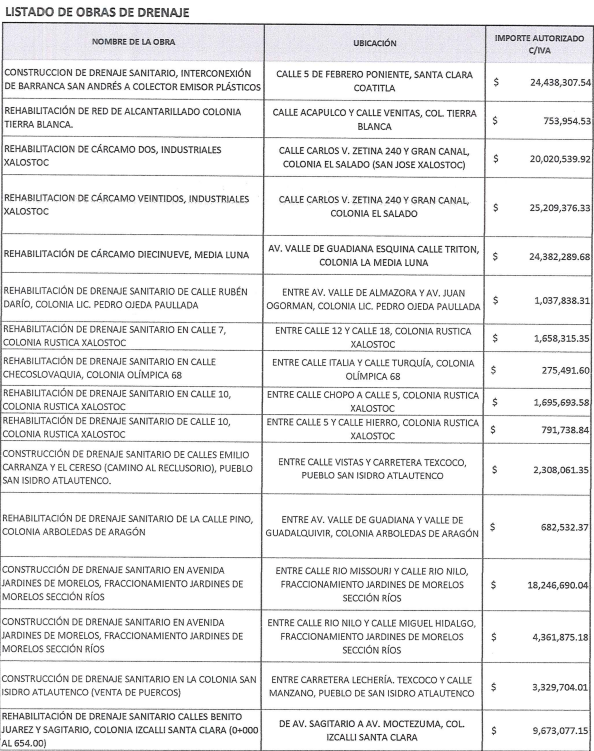 LISTADO DE OBRAS DE DRENAJE
NOMBRE DE LA OBRA
UBICACIÓN
IMPORTE AUTORIZADO
C/IVA
CONSTRUCCION DE DRENAJE SANITARIO, INTERCONEXIÓN
DE BARRANCA SAN ANDRÉS A COLECTOR EMISOR PLÁSTICOS
CALLE 5 DE FEBRERO PONIENTE, SANTA CLARA
COATITLA
$ 24,438,307.54
REHABILITACIÓN DE RED DE ALCANTARILLADO COLONIA
TIERRA BLANCA.
CALLE ACAPULCO Y CALLE VENITAS, COL. TIERRA
BLANCA
$ 753,954.53
REHABILITACION DE CÁRCAMO DOS, INDUSTRIALES
XALOSTOC
CALLE CARLOS V. ZETINA 240 Y GRAN CANAL,
COLONIA EL SALADO (SAN JOSE XALOSTOC)
$ 20,020,539.92
REHABILITACION DE CÁRCAMO VEINTIDOS, INDUSTRIALES
XALOSTOC
CALLE CARLOS V. ZETINA 240 Y GRAN CANAL,
COLONIA EL SALADO
$ 25,209,376.33
REHABILITACIÓN DE CÁRCAMO DIECINUEVE, MEDIA LUNA
AV. VALLE DE GUADIANA ESQUINA CALLE TRITON,
COLONIA LA MEDIA LUNA
$ 24,382,289.68
REHABILITACIÓN DE DRENAJE SANITARIO DE CALLE RUBÉN
DARÍO, COLONIA LIC. PEDRO OJEDA PAULLADA
ENTRE AV. VALLE DE ALMAZORA Y AV. JUAN
OGORMAN, COLONIA LIC. PEDRO OJEDA PAULLADA
$ 1,037,838.31
REHABILITACIÓN DE DRENAJE SANITARIO EN CALLE 7,
COLONIA RUSTICA XALOSTOC
ENTRE CALLE 12 Y CALLE 18, COLONIA RUSTICA
XALOSTOC
$ 1,658,315.35
REHABILITACIÓN DE DRENAJE SANITARIO EN CALLE
CHECOSLOVAQUIA, COLONIA OLÍMPICA 68
ENTRE CALLE ITALIA Y CALLE TURQUÍA, COLONIA
OLÍMPICA 68
$ 275,491.60
REHABILITACIÓN DE DRENAJE SANITARIO EN CALLE 10,
COLONIA RUSTICA XALOSTOC
ENTRE CALLE CHOPO A CALLE 5, COLONIA RUSTICA
XALOSTOC
$ 1,695,693.58
REHABILITACIÓN DE DRENAJE SANITARIO DE CALLE 10,
COLONIA RUSTICA XALOSTOC
ENTRE CALLE 5 Y CALLE HIERRO, COLONIA RUSTICA
XALOSTOC
$ 791,738.84
CONSTRUCCIÓN DE DRENAJE SANITARIO DE CALLES EMILIO
CARRANZA Y EL CERESO (CAMINO AL RECLUSORIO), PUEBLO
SAN ISIDRO ATLAUTENCO.
ENTRE CALLE VISTAS Y CARRETERA TEXCOCO,
PUEBLO SAN ISIDRO ATLAUTENCO
$ 2,308,061.35
REHABILITACIÓN DE DRENAJE SANITARIO DE LA CALLE PINO,
COLONIA ARBOLEDAS DE ARAGÓN
ENTRE AV. VALLE DE GUADIANA Y VALLE DE
GUADALQUIVIR, COLONIA ARBOLEDAS DE ARAGÓN
$ 682,532.37
CONSTRUCCIÓN DE DRENAJE SANITARIO EN AVENIDA
JARDINES DE MORELOS, FRACCIONAMIENTO JARDINES DE
MORELOS SECCIÓN RÍOS
ENTRE CALLE RIO MISSOURI Y CALLE RIO NILO,
FRACCIONAMIENTO JARDINES DE MORELOS
SECCIÓN RÍOS
$ 18,246,690.04
CONSTRUCCIÓN DE DRENAJE SANITARIO EN AVENIDA
JARDINES DE MORELOS, FRACCIONAMIENTO JARDINES DE
MORELOS SECCIÓN RÍOS
ENTRE CALLE RIO NILO Y CALLE MIGUEL HIDALGO,
FRACCIONAMIENTO JARDINES DE MORELOS
SECCIÓN RÍOS
$ 4,361,875.18
CONSTRUCCIÓN DE DRENAJE SANITARIO EN LA COLONIA SAN
ISIDRO ATLAUTENCO (VENTA DE PUERCOS)
ENTRE CARRETERA LECHERÍA. TEXCOCO Y CALLE
MANZANO, PUEBLO DE SAN ISIDRO ATLAUTENCO
$ 3,329,704.01
REHABILITACIÓN DE DRENAJE SANITARIO CALLES BENITO
JUAREZ Y SAGITARIO, COLONIA IZCALLI SANTA CLARA (0+000
AL 654.00)
DE AV. SAGITARIO A AV. MOCTEZUMA, COL.
IZCALLI SANTA CLARA
$ 9,673,077.15